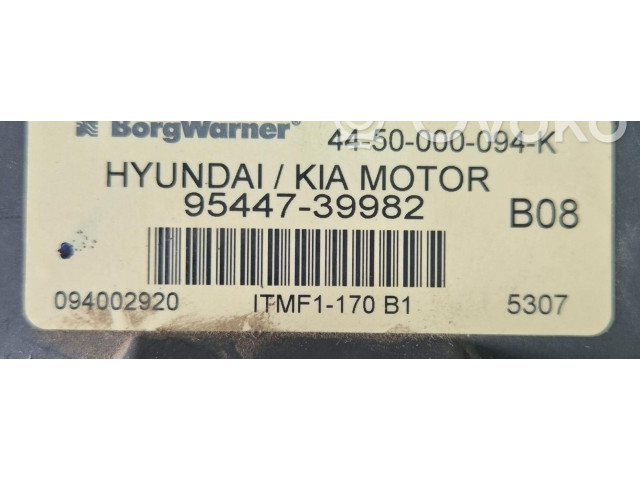 BorgWarner®
44-50-000-094-K
HYUNDAI / KIA MOTOR
95447-39982
B08
094002920
ITMF1-170 B1
5307